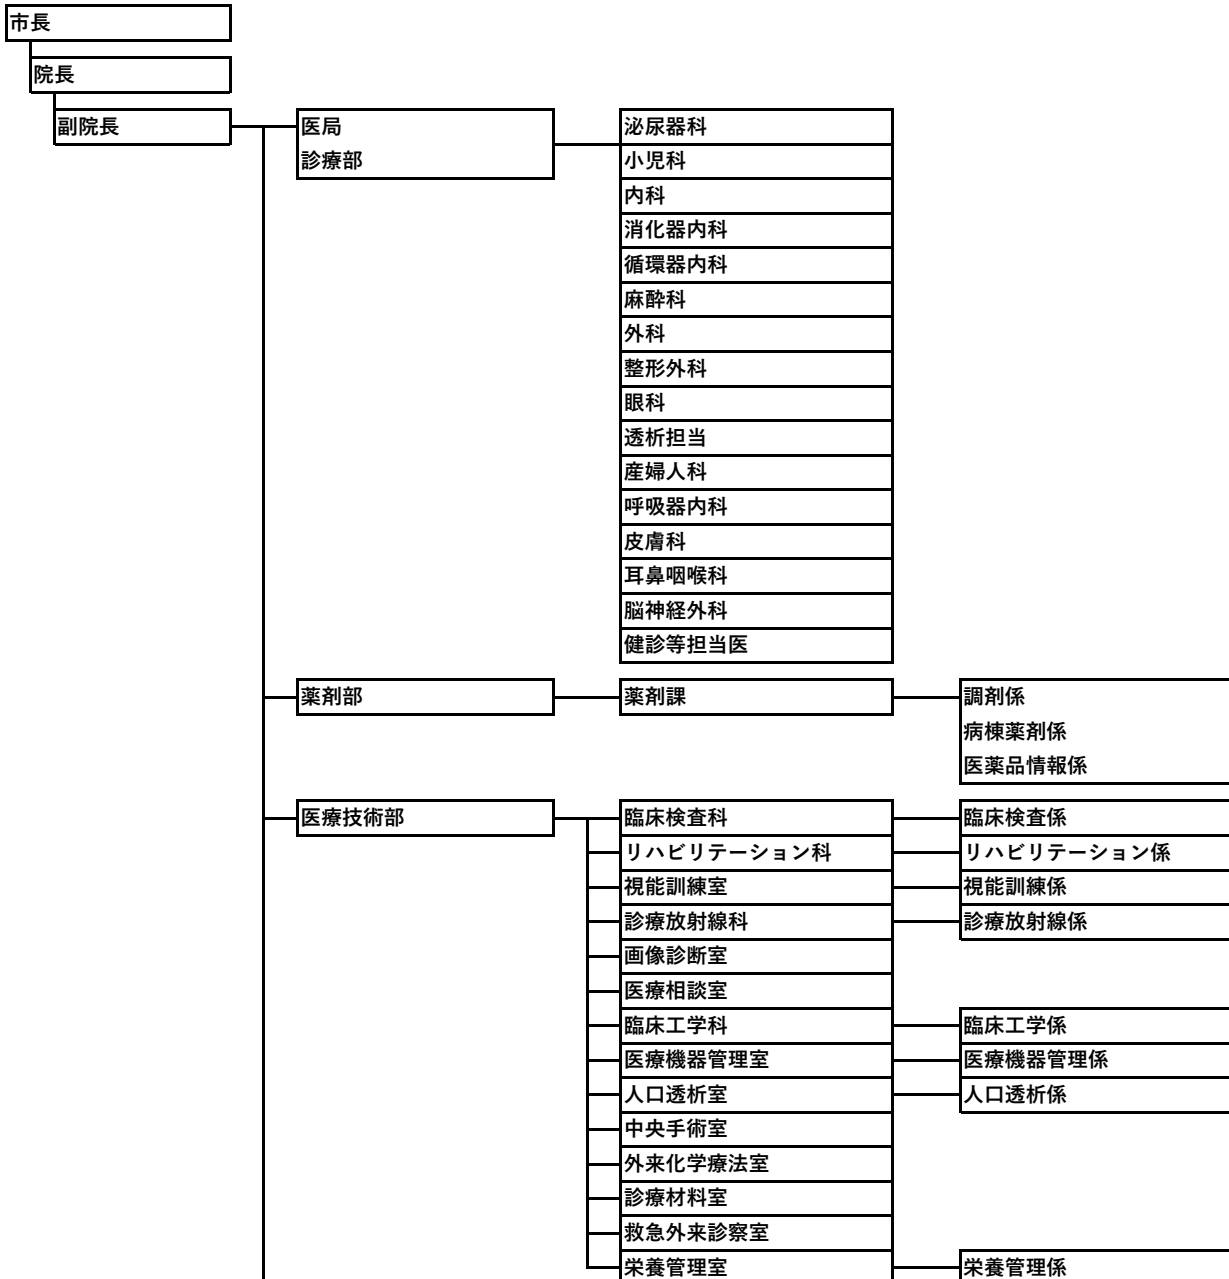 市長
院長
副院長
医局
診療部
泌尿器科
小児科
内科
消化器内科
循環器内科
麻酔科
外科
整形外科
眼科
透析担当
産婦人科
呼吸器内科
皮膚科
耳鼻咽喉科
脳神経外科
健診等担当医
薬剤部
薬剤課
調剤係
病棟薬剤係
医薬品情報係
医療技術部
臨床検査科
臨床検査係
リハビリテーション科
リハビリテーション係
視能訓練室
視能訓練係
診療放射線科
診療放射線係
画像診断室
医療相談室
臨床工学科
臨床工学係
医療機器管理室
医療機器管理係
人口透析室
人口透析係
中央手術室
外来化学療法室
診療材料室
救急外来診察室
栄養管理室
栄養管理係